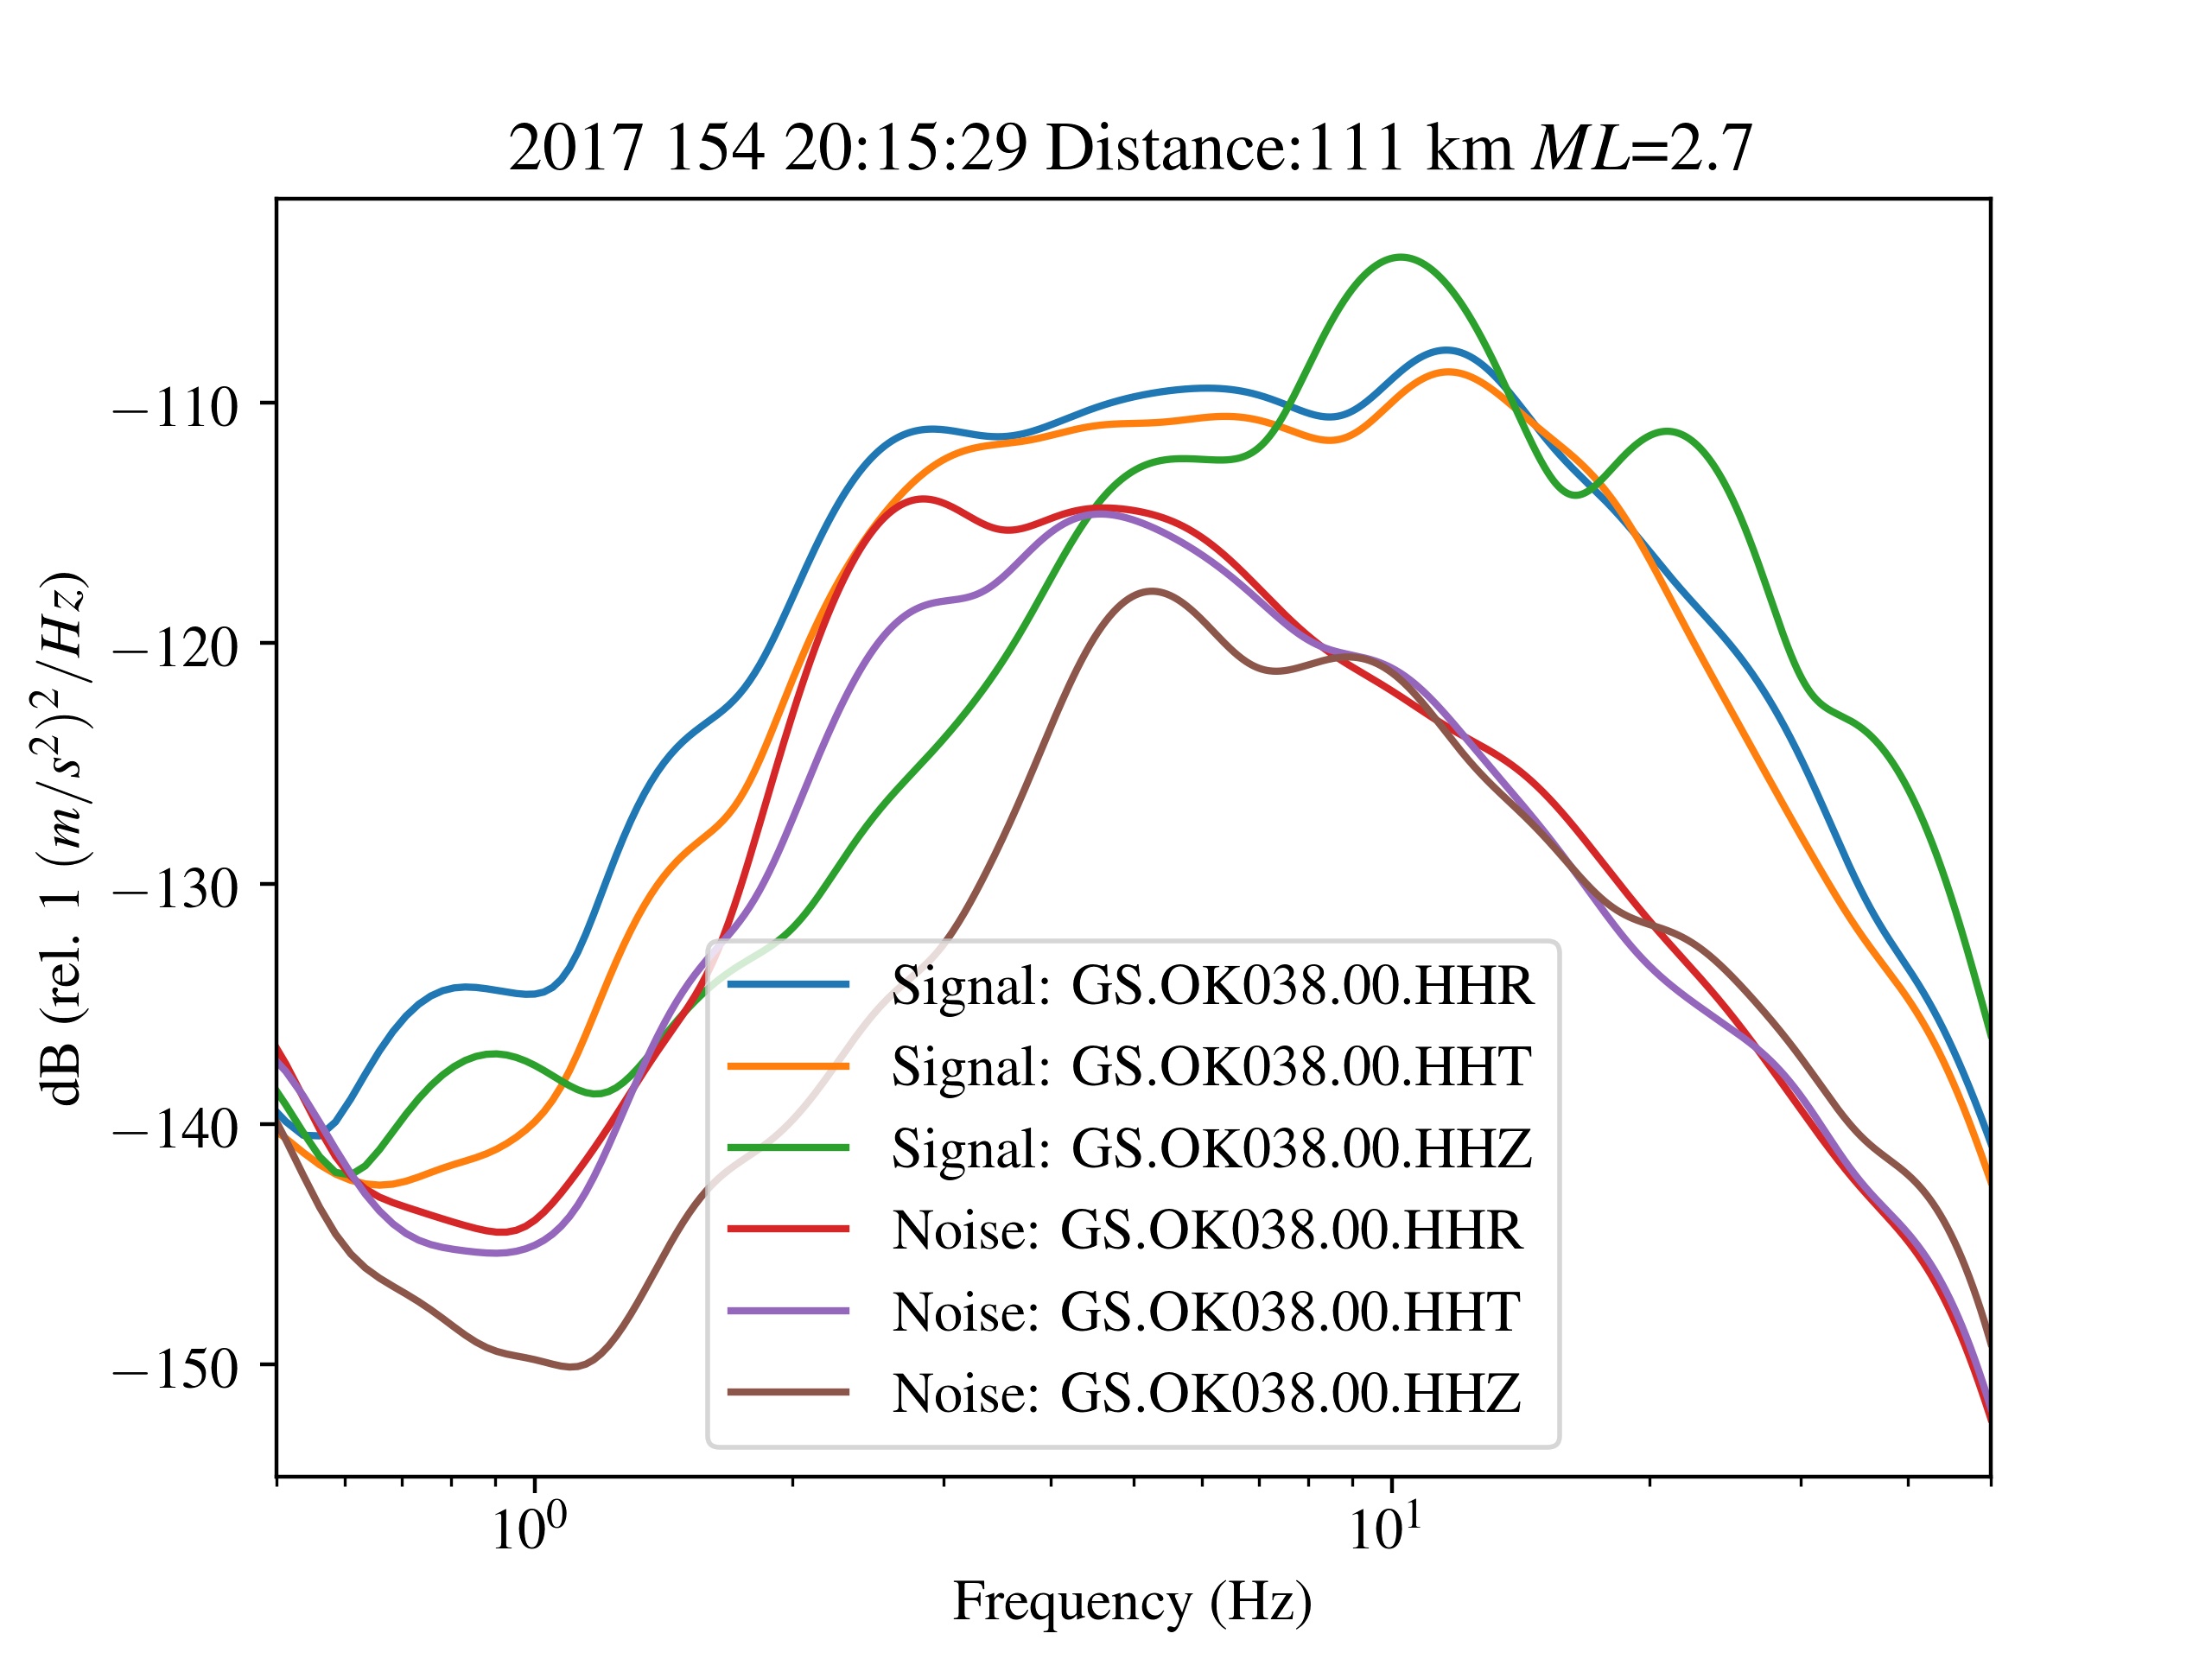 2017 154 20:15:29 Distance:111 km ML=2.7
dB (rel. 1 (m/s²)²/Hz)
−110
−120
−130
−140
−150
Signal: GS.OK038.00.HHR
Signal: GS.OK038.00.HHT
Signal: GS.OK038.00.HHZ
Noise: GS.OK038.00.HHR
Noise: GS.OK038.00.HHT
Noise: GS.OK038.00.HHZ
10⁰ 10¹
Frequency (Hz)